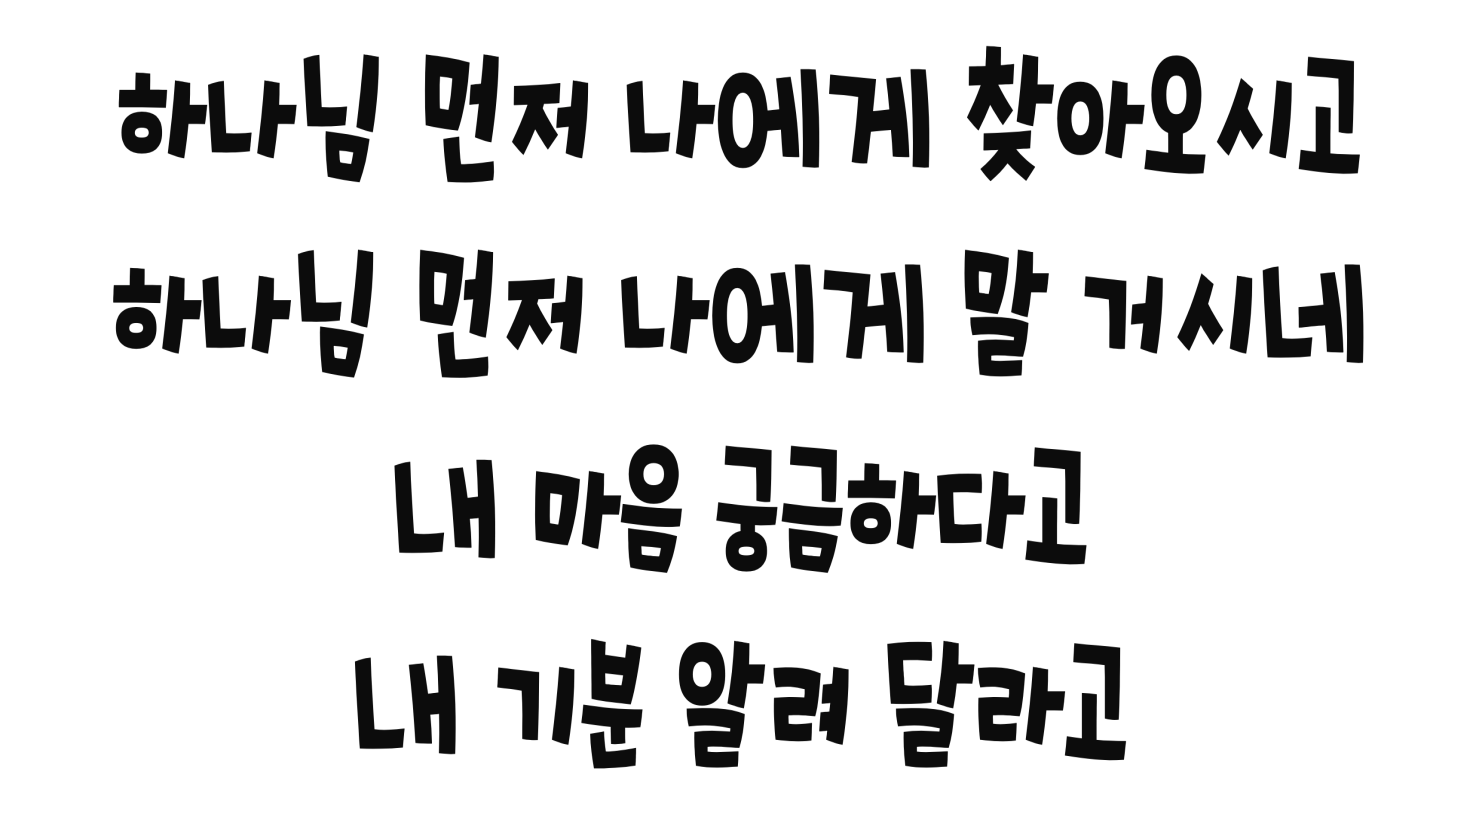 하나님 먼저 나에게 찾아오시고
하나님 먼저 나에게 말 거시네
내 마음 궁금하다고
내 기분 알려 달라고